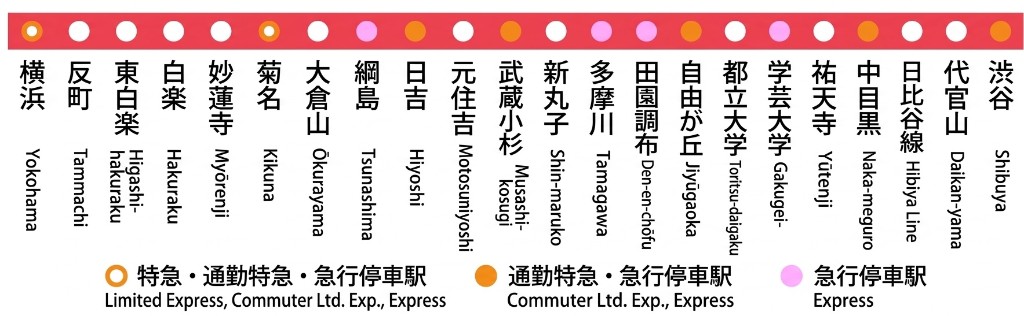 横浜
反町
東白楽
白楽
妙蓮寺
菊名
大倉山
綱島
日吉
元住吉
武蔵小杉
新丸子
多摩川
田園調布
自由が丘
都立大学
学芸大学
祐天寺
中目黒
日比谷線
代官山
渋谷
Yokohama
Tammachi
Higashi-
hakuraku
Hakuraku
Myōrenji
Kikuna
Ōkurayama
Tsunashima
Hiyoshi
Motosuniyoshi
Musashi-
kosugi
Shin-maruko
Tamagawa
Den-en-chōfu
Jiyūgaoka
Toritsu-daigaku
Gakugei-
Yūtenji
Naka-meguro
Hibiya Line
Daikan-yama
Shibuya
特急・通勤特急・急行停車駅
Limited Express, Commuter Ltd. Exp., Express
通勤特急・急行停車駅
Commuter Ltd. Exp., Express
急行停車駅
Express